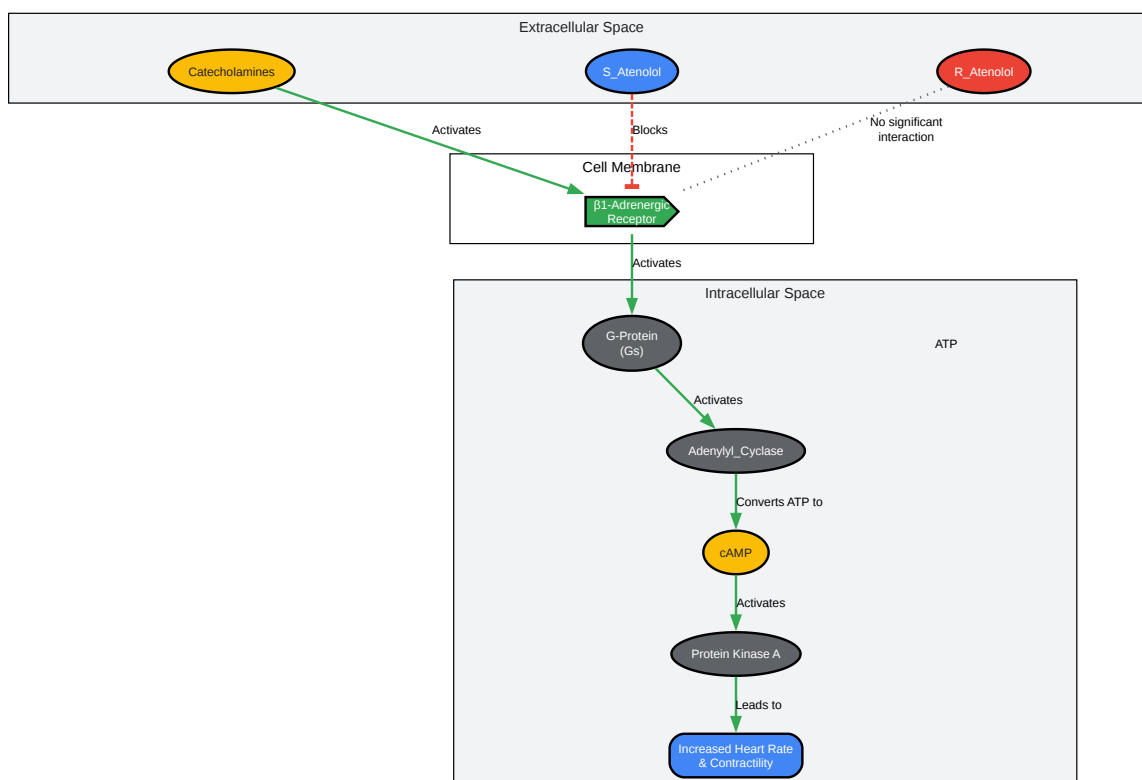 Extracellular Space
Catecholamines
S_Atenolol
R_Atenolol
Activates
Blocks
No significant
interaction
Cell Membrane
β1-Adrenergic
Receptor
Activates
Intracellular Space
G-Protein
(Gs)
ATP
Activates
Adenylyl_Cyclase
Converts ATP to
cAMP
Activates
Protein Kinase A
Leads to
Increased Heart Rate
& Contractility